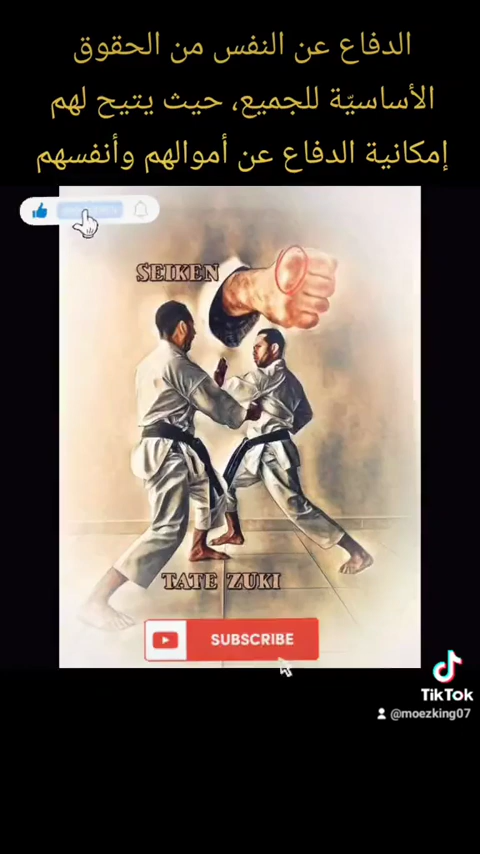 الدفاع عن النفس من الحقوق
الأساسيّة للجميع، حيث يتيح لهم
إمكانية الدفاع عن أموالهم وأنفسهم
SEIKEN
TATE ZUKI
SUBSCRIBE
TikTok
@moezking07